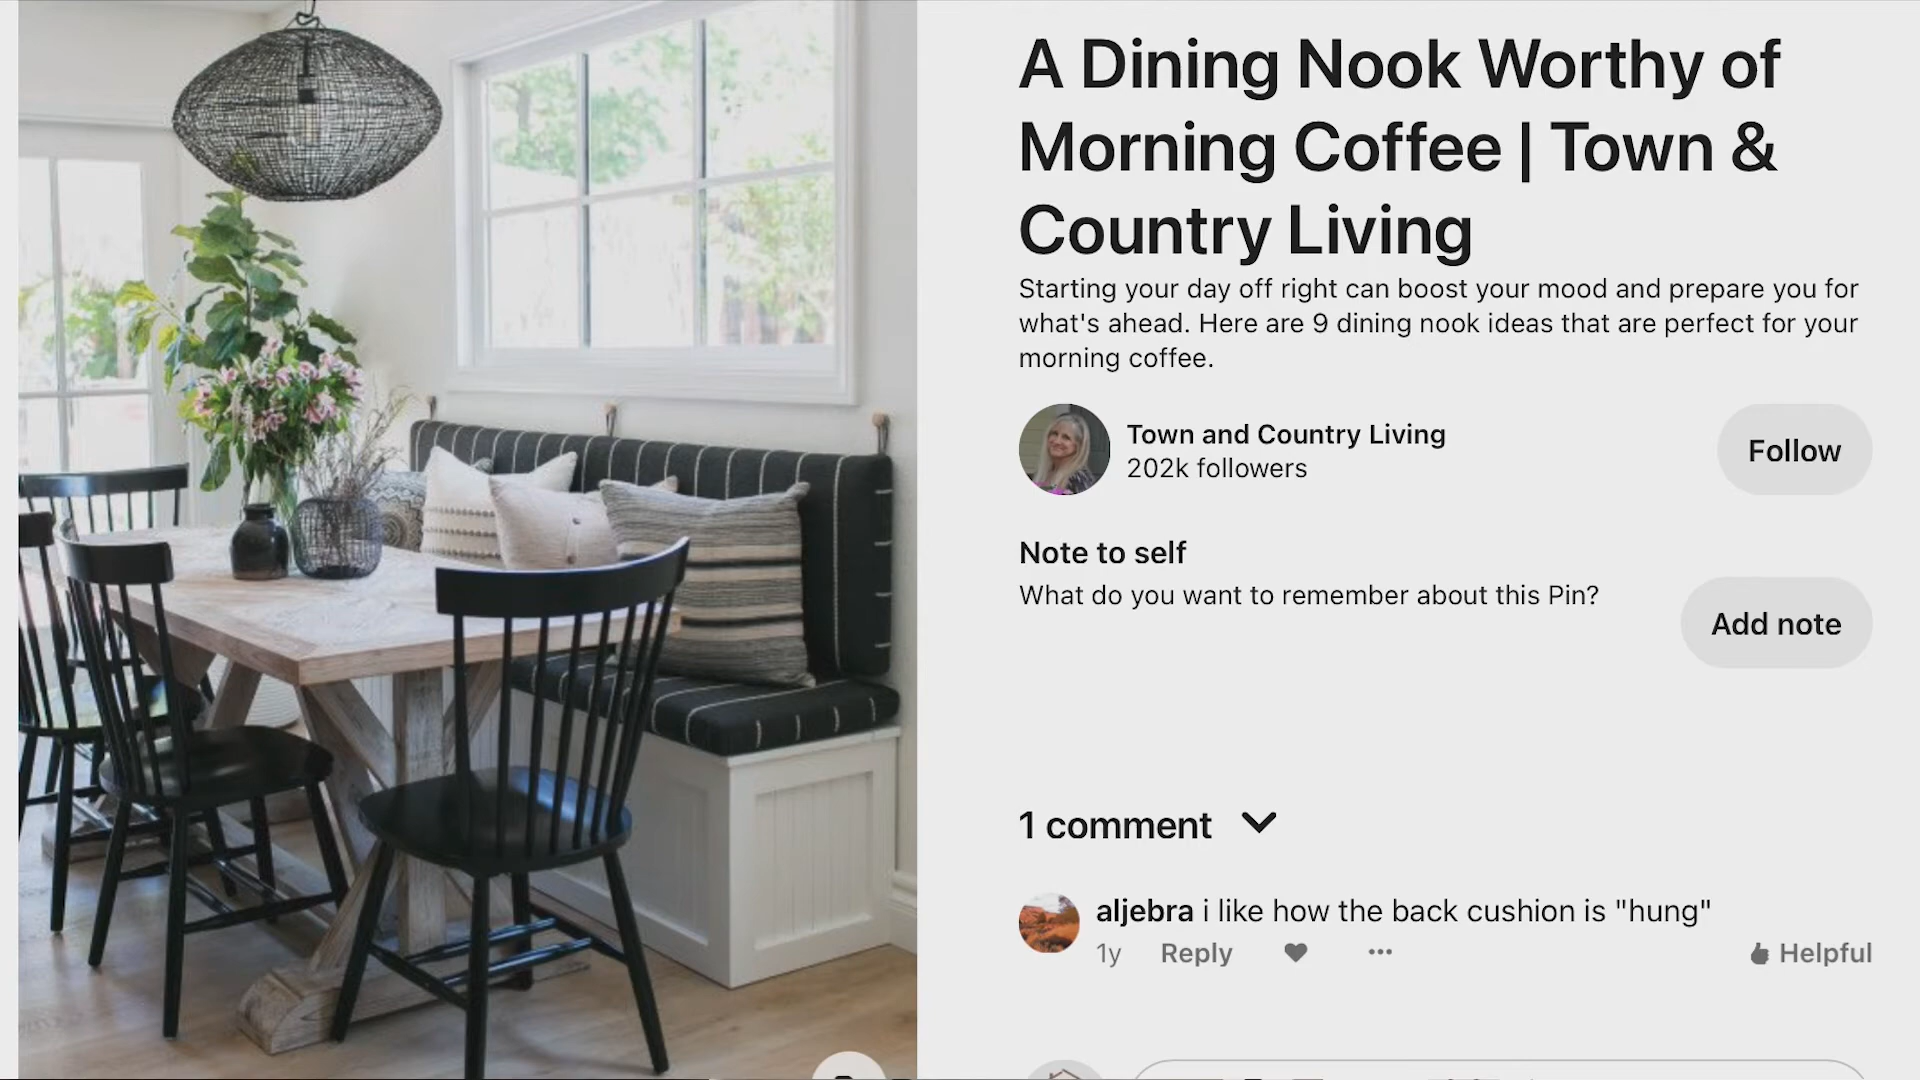 A Dining Nook Worthy of
Morning Coffee | Town &
Country Living
Starting your day off right can boost your mood and prepare you for
what's ahead. Here are 9 dining nook ideas that are perfect for your
morning coffee.
Town and Country Living
202k followers
Follow
Note to self
What do you want to remember about this Pin?
Add note
1 comment
aljebra i like how the back cushion is "hung"
1y Reply ••• Helpful